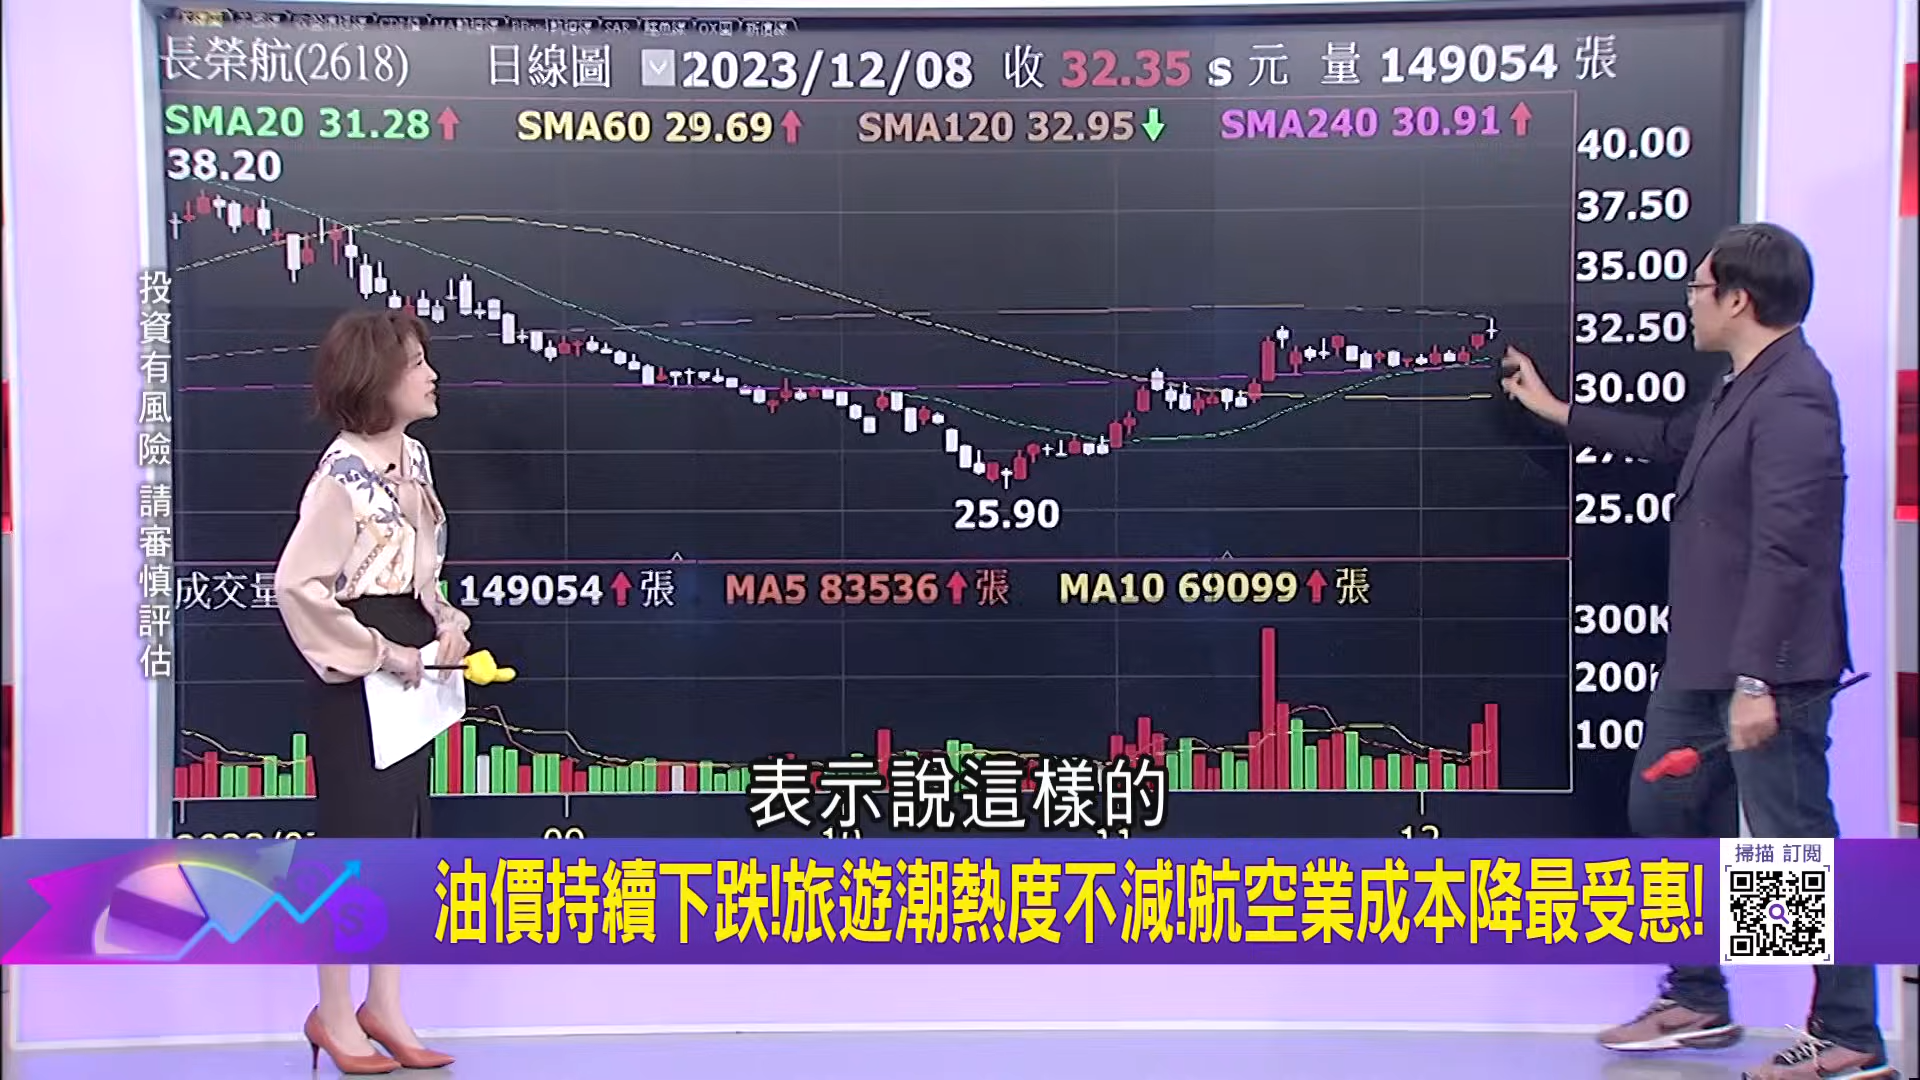 長榮航(2618) 日線圖 2023/12/08 收 32.35 s 元 量 149054 張
SMA20 31.28↑ SMA60 29.69↑ SMA120 32.95↓ SMA240 30.91↑
38.20
40.00
37.50
35.00
32.50
30.00
25.00
25.90
投資有風險 請審慎評估
成交量 149054↑張 MA5 83536↑張 MA10 69099↑張
300K
200
100
表示說這樣的
09
10
11
12
油價持續下跌!旅遊潮熱度不減!航空業成本降最受惠!
掃描 訂閱